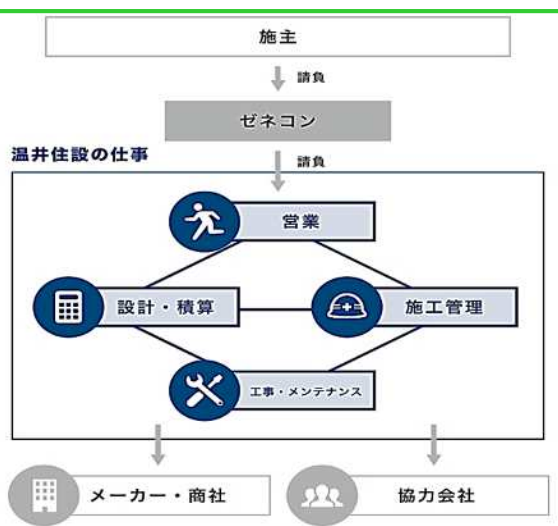 施主
請負
ゼネコン
温井住設の仕事
請負
営業
設計・積算
施工管理
工事・メンテナンス
メーカー・商社
協力会社